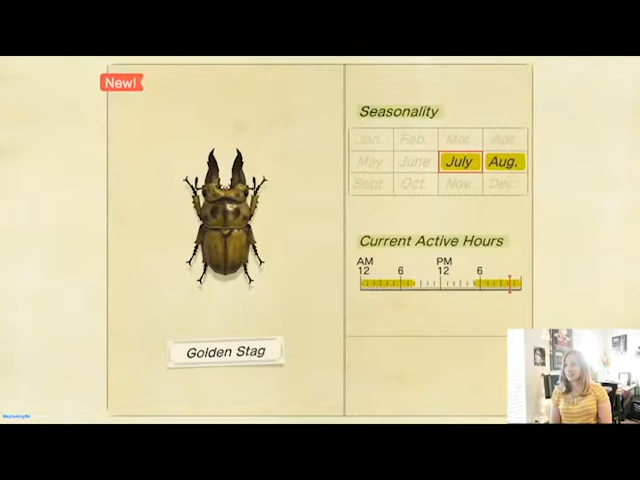 New!
Seasonality
Jan. Feb. Mar. Apr.
May June July Aug.
Sept. Oct. Nov. Dec.
Current Active Hours
AM PM
12 6 12 6
Golden Stag